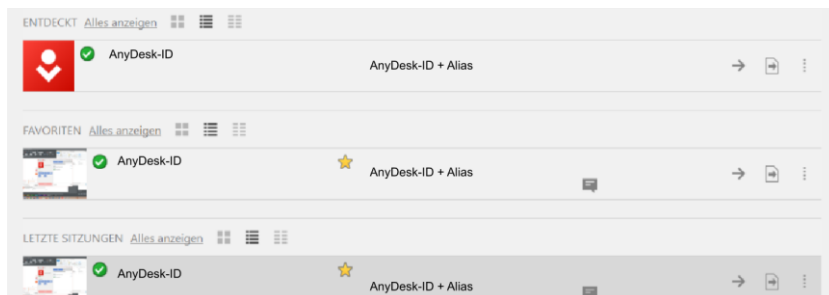 ENTDECKT Alles anzeigen
AnyDesk-ID
AnyDesk-ID + Alias
FAVORITEN Alles anzeigen
AnyDesk-ID
AnyDesk-ID + Alias
LETZTE SITZUNGEN Alles anzeigen
AnyDesk-ID
AnyDesk-ID + Alias